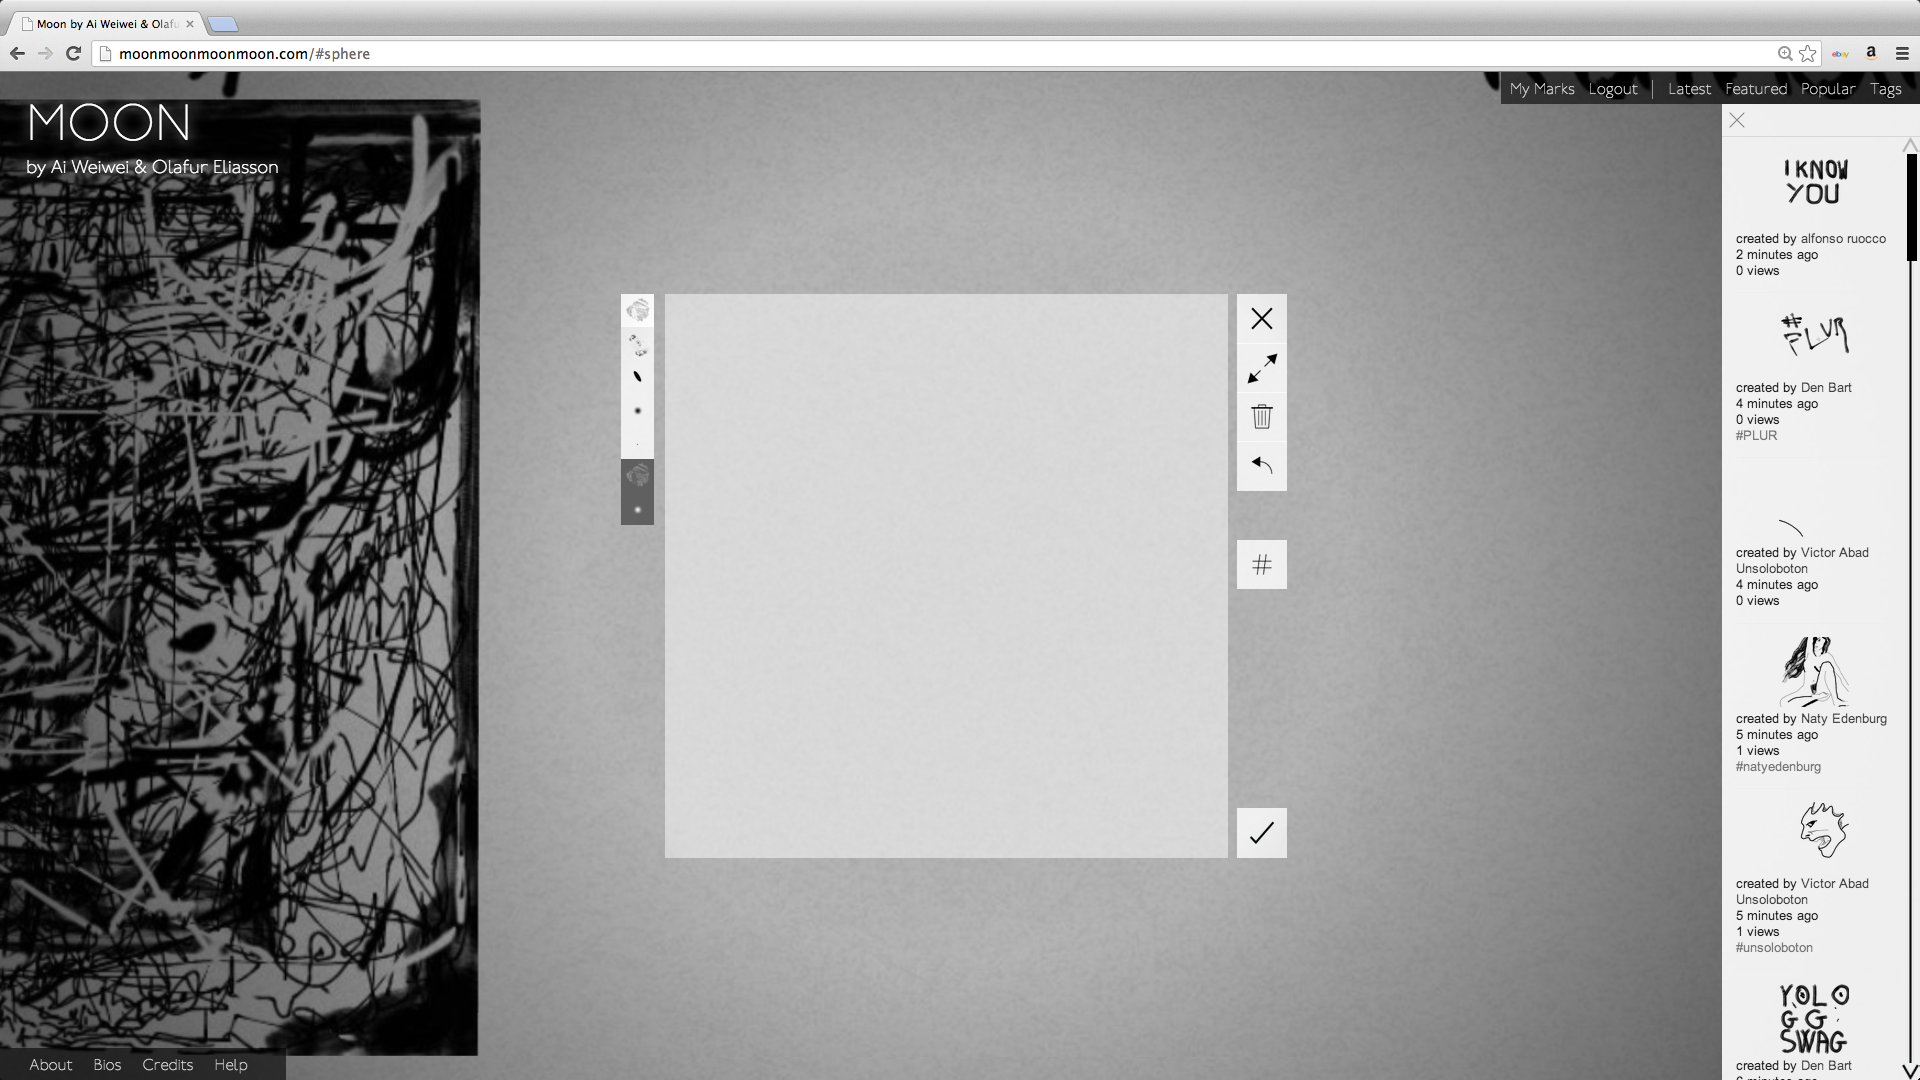 Moon by Ai Weiwei & Olafu
moonmoonmoonmoon.com/#sphere
ebay
a
My Marks Logout | Latest Featured Popular Tags
MOON
by Ai Weiwei & Olafur Eliasson
I KNOW
YOU
created by alfonso ruocco
2 minutes ago
0 views
#PLUR
created by Den Bart
4 minutes ago
0 views
#PLUR
created by Victor Abad
Unsoloboton
4 minutes ago
0 views
created by Naty Edenburg
5 minutes ago
1 views
#natyedenburg
created by Victor Abad
Unsoloboton
5 minutes ago
1 views
#unsoloboton
YOLO
GG
SWAG
created by Den Bart
#
About Bios Credits Help